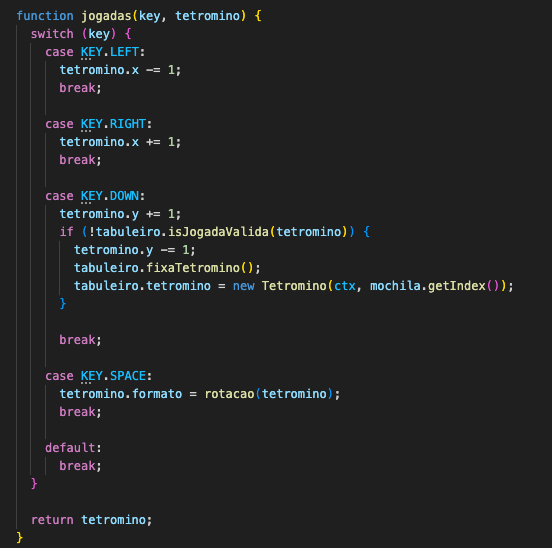 function jogadas(key, tetromino) {
  switch (key) {
    case KEY.LEFT:
      tetromino.x -= 1;
      break;

    case KEY.RIGHT:
      tetromino.x += 1;
      break;

    case KEY.DOWN:
      tetromino.y += 1;
      if (!tabuleiro.isJogadaValida(tetromino)) {
        tetromino.y -= 1;
        tabuleiro.fixaTetromino();
        tabuleiro.tetromino = new Tetromino(ctx, mochila.getIndex());
      }

      break;

    case KEY.SPACE:
      tetromino.formato = rotacao(tetromino);
      break;

    default:
      break;
  }

  return tetromino;
}